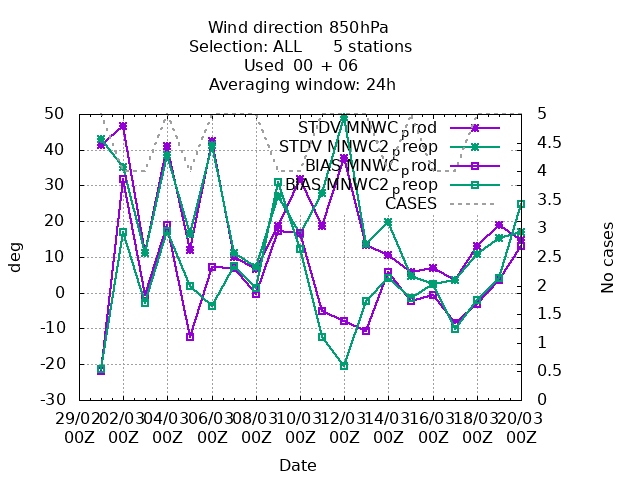 Wind direction 850hPa
Selection: ALL 5 stations
Used 00 + 06
Averaging window: 24h
50 5
STDV MNWC_prod
STDV MNWC2_preop
BIAS MNWC_prod
BIAS MNWC2_preop
CASES
40 4.5
30 4
20 3.5
10 3
0 2.5
-10 2
-20 1.5
-30 1
0.5
0
deg
No cases
29/02 02/03 04/03 06/03 08/03 10/03 12/03 14/03 16/03 18/03 20/03
00Z 00Z 00Z 00Z 00Z 00Z 00Z 00Z 00Z 00Z 00Z
Date